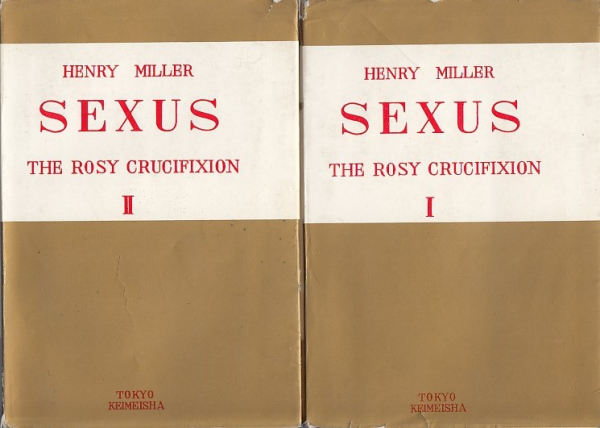 HENRY MILLER
SEXUS
THE ROSY CRUCIFIXION
II
TOKYO
KEIMEISHA
HENRY MILLER
SEXUS
THE ROSY CRUCIFIXION
I
TOKYO
KEIMEISHA